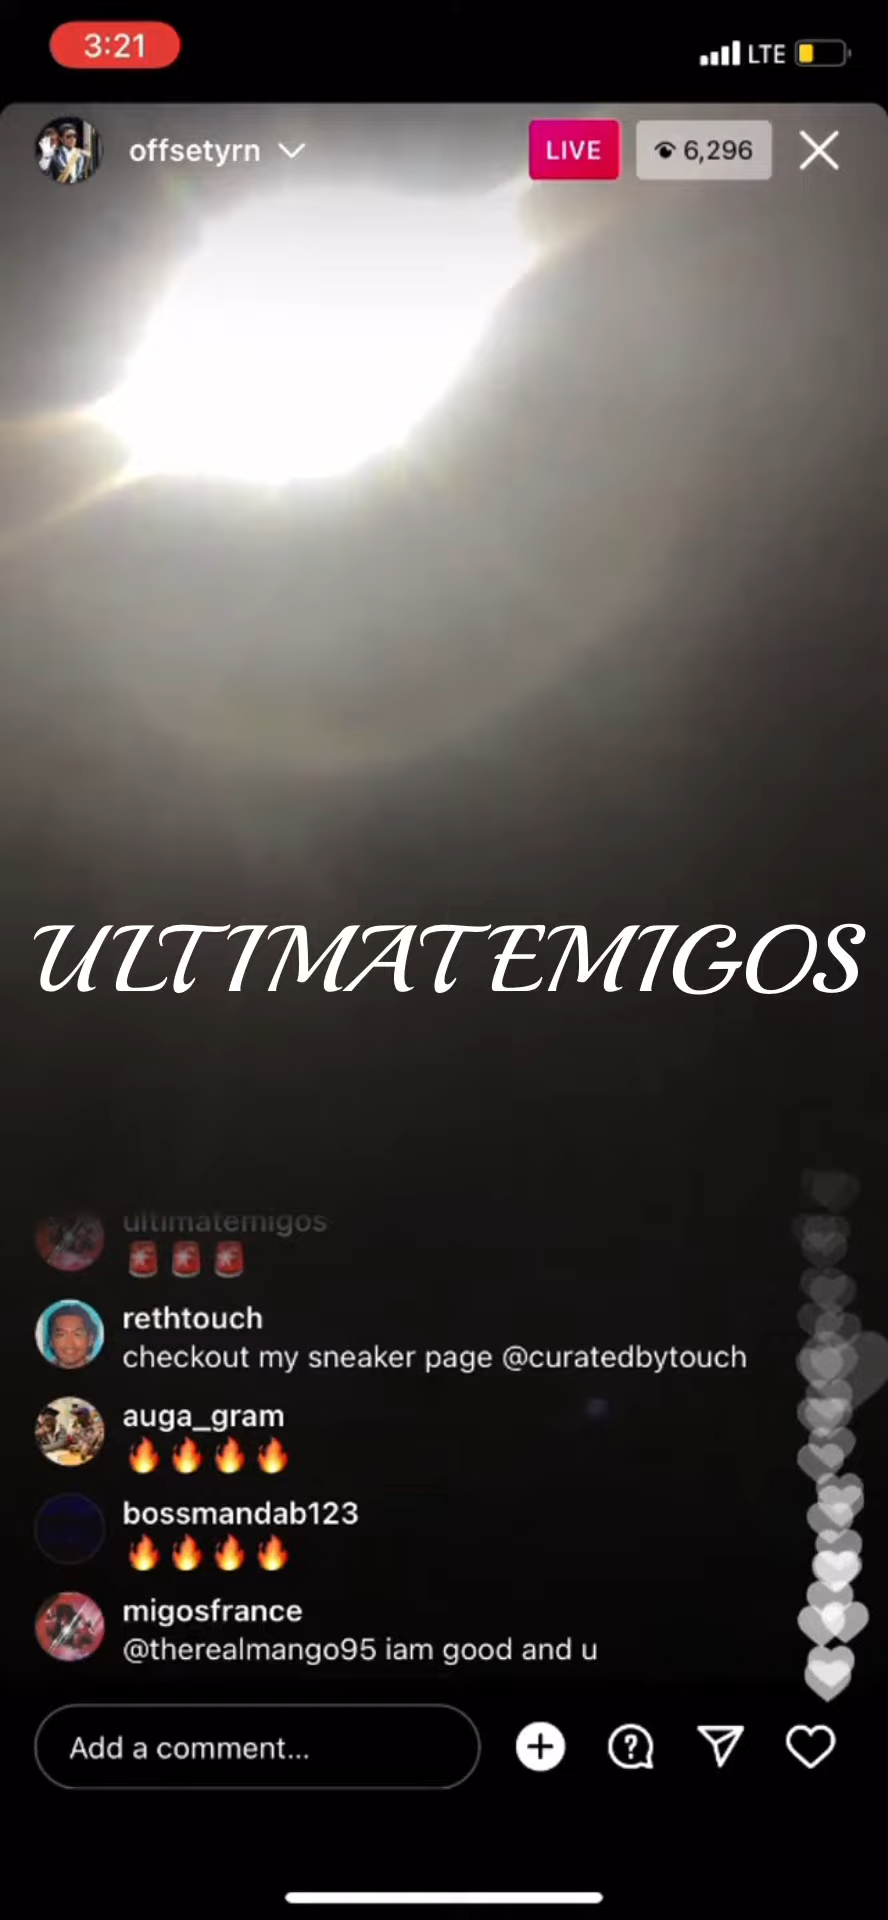 3:21
LTE
offsetyrn
LIVE
6,296
ULTIMATEMIGOS
ultimatemigos
🚨🚨🚨
rethtouch
checkout my sneaker page @curatedbytouch
auga_gram
🔥🔥🔥🔥
bossmandab123
🔥🔥🔥🔥
migosfrance
@therealmango95 iam good and u
Add a comment...